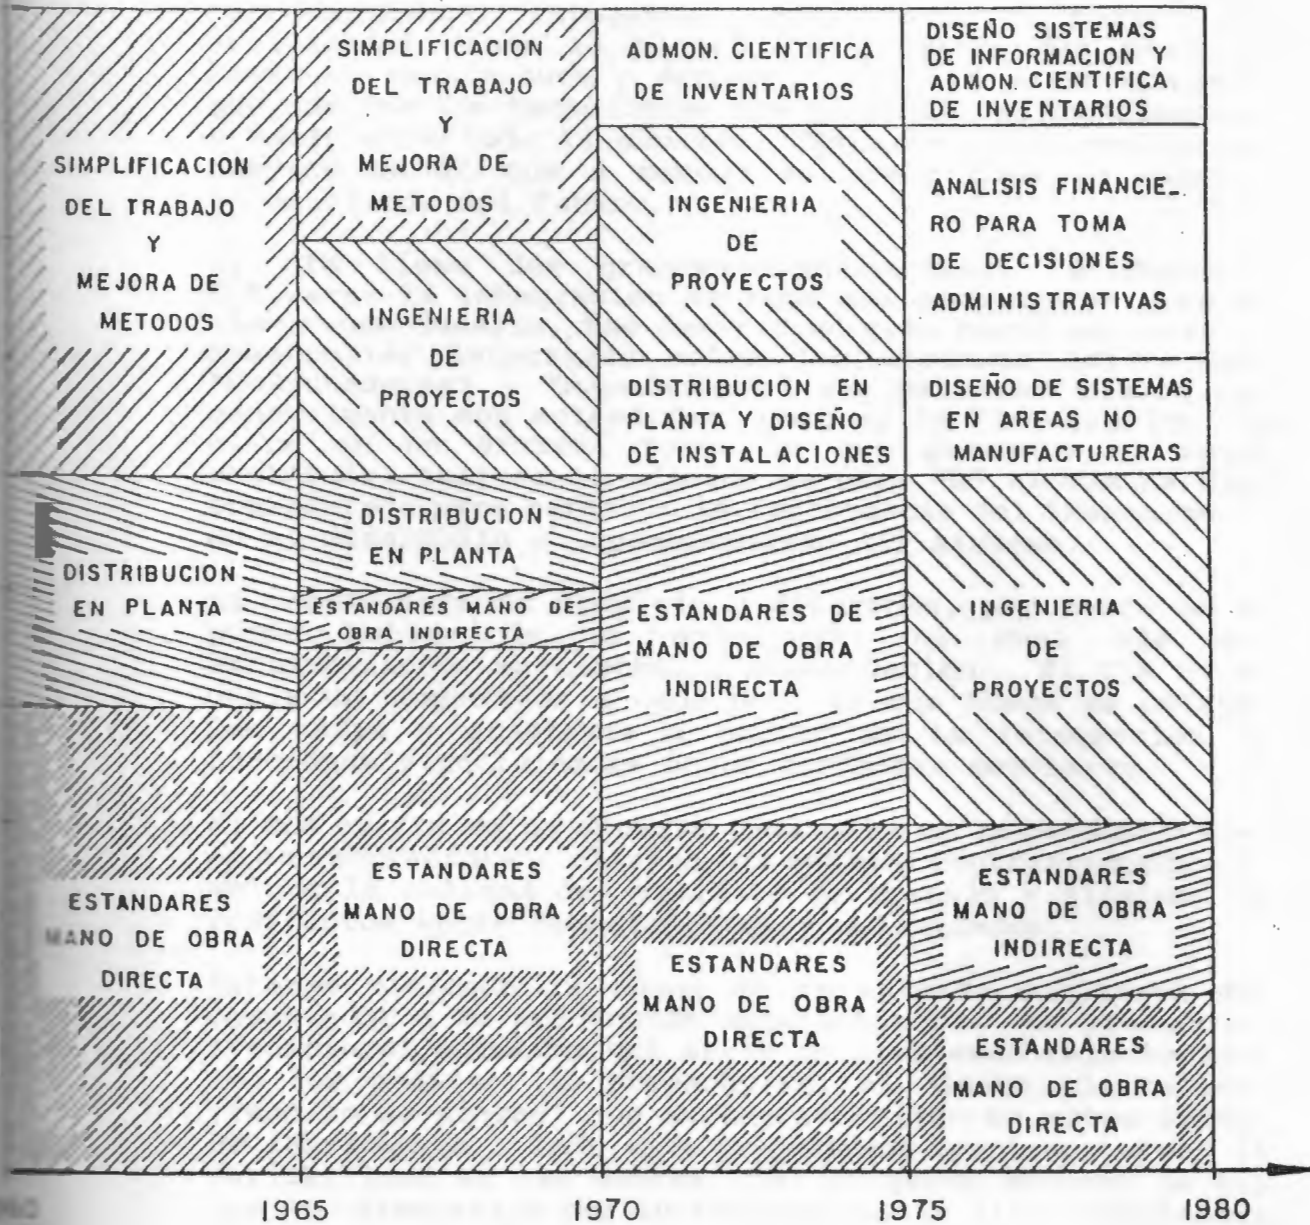 SIMPLIFICACION
DEL TRABAJO
Y
MEJORA DE
METODOS
DISTRIBUCION
EN PLANTA
ESTANDARES
MANO DE OBRA
DIRECTA
SIMPLIFICACION
DEL TRABAJO
Y
MEJORA DE
METODOS
INGENIERIA
DE
PROYECTOS
DISTRIBUCION
EN PLANTA
ESTANDARES MANO DE
OBRA INDIRECTA
ESTANDARES
MANO DE OBRA
DIRECTA
ADMON. CIENTIFICA
DE INVENTARIOS
INGENIERIA
DE
PROYECTOS
DISTRIBUCION EN
PLANTA Y DISEÑO
DE INSTALACIONES
ESTANDARES DE
MANO DE OBRA
INDIRECTA
ESTANDARES
MANO DE OBRA
DIRECTA
DISEÑO SISTEMAS
DE INFORMACION Y
ADMON. CIENTIFICA
DE INVENTARIOS
ANALISIS FINANCIE_
RO PARA TOMA
DE DECISIONES
ADMINISTRATIVAS
DISEÑO DE SISTEMAS
EN AREAS NO
MANUFACTURERAS
INGENIERIA
DE
PROYECTOS
ESTANDARES
MANO DE OBRA
INDIRECTA
ESTANDARES
MANO DE OBRA
DIRECTA
1965 1970 1975 1980